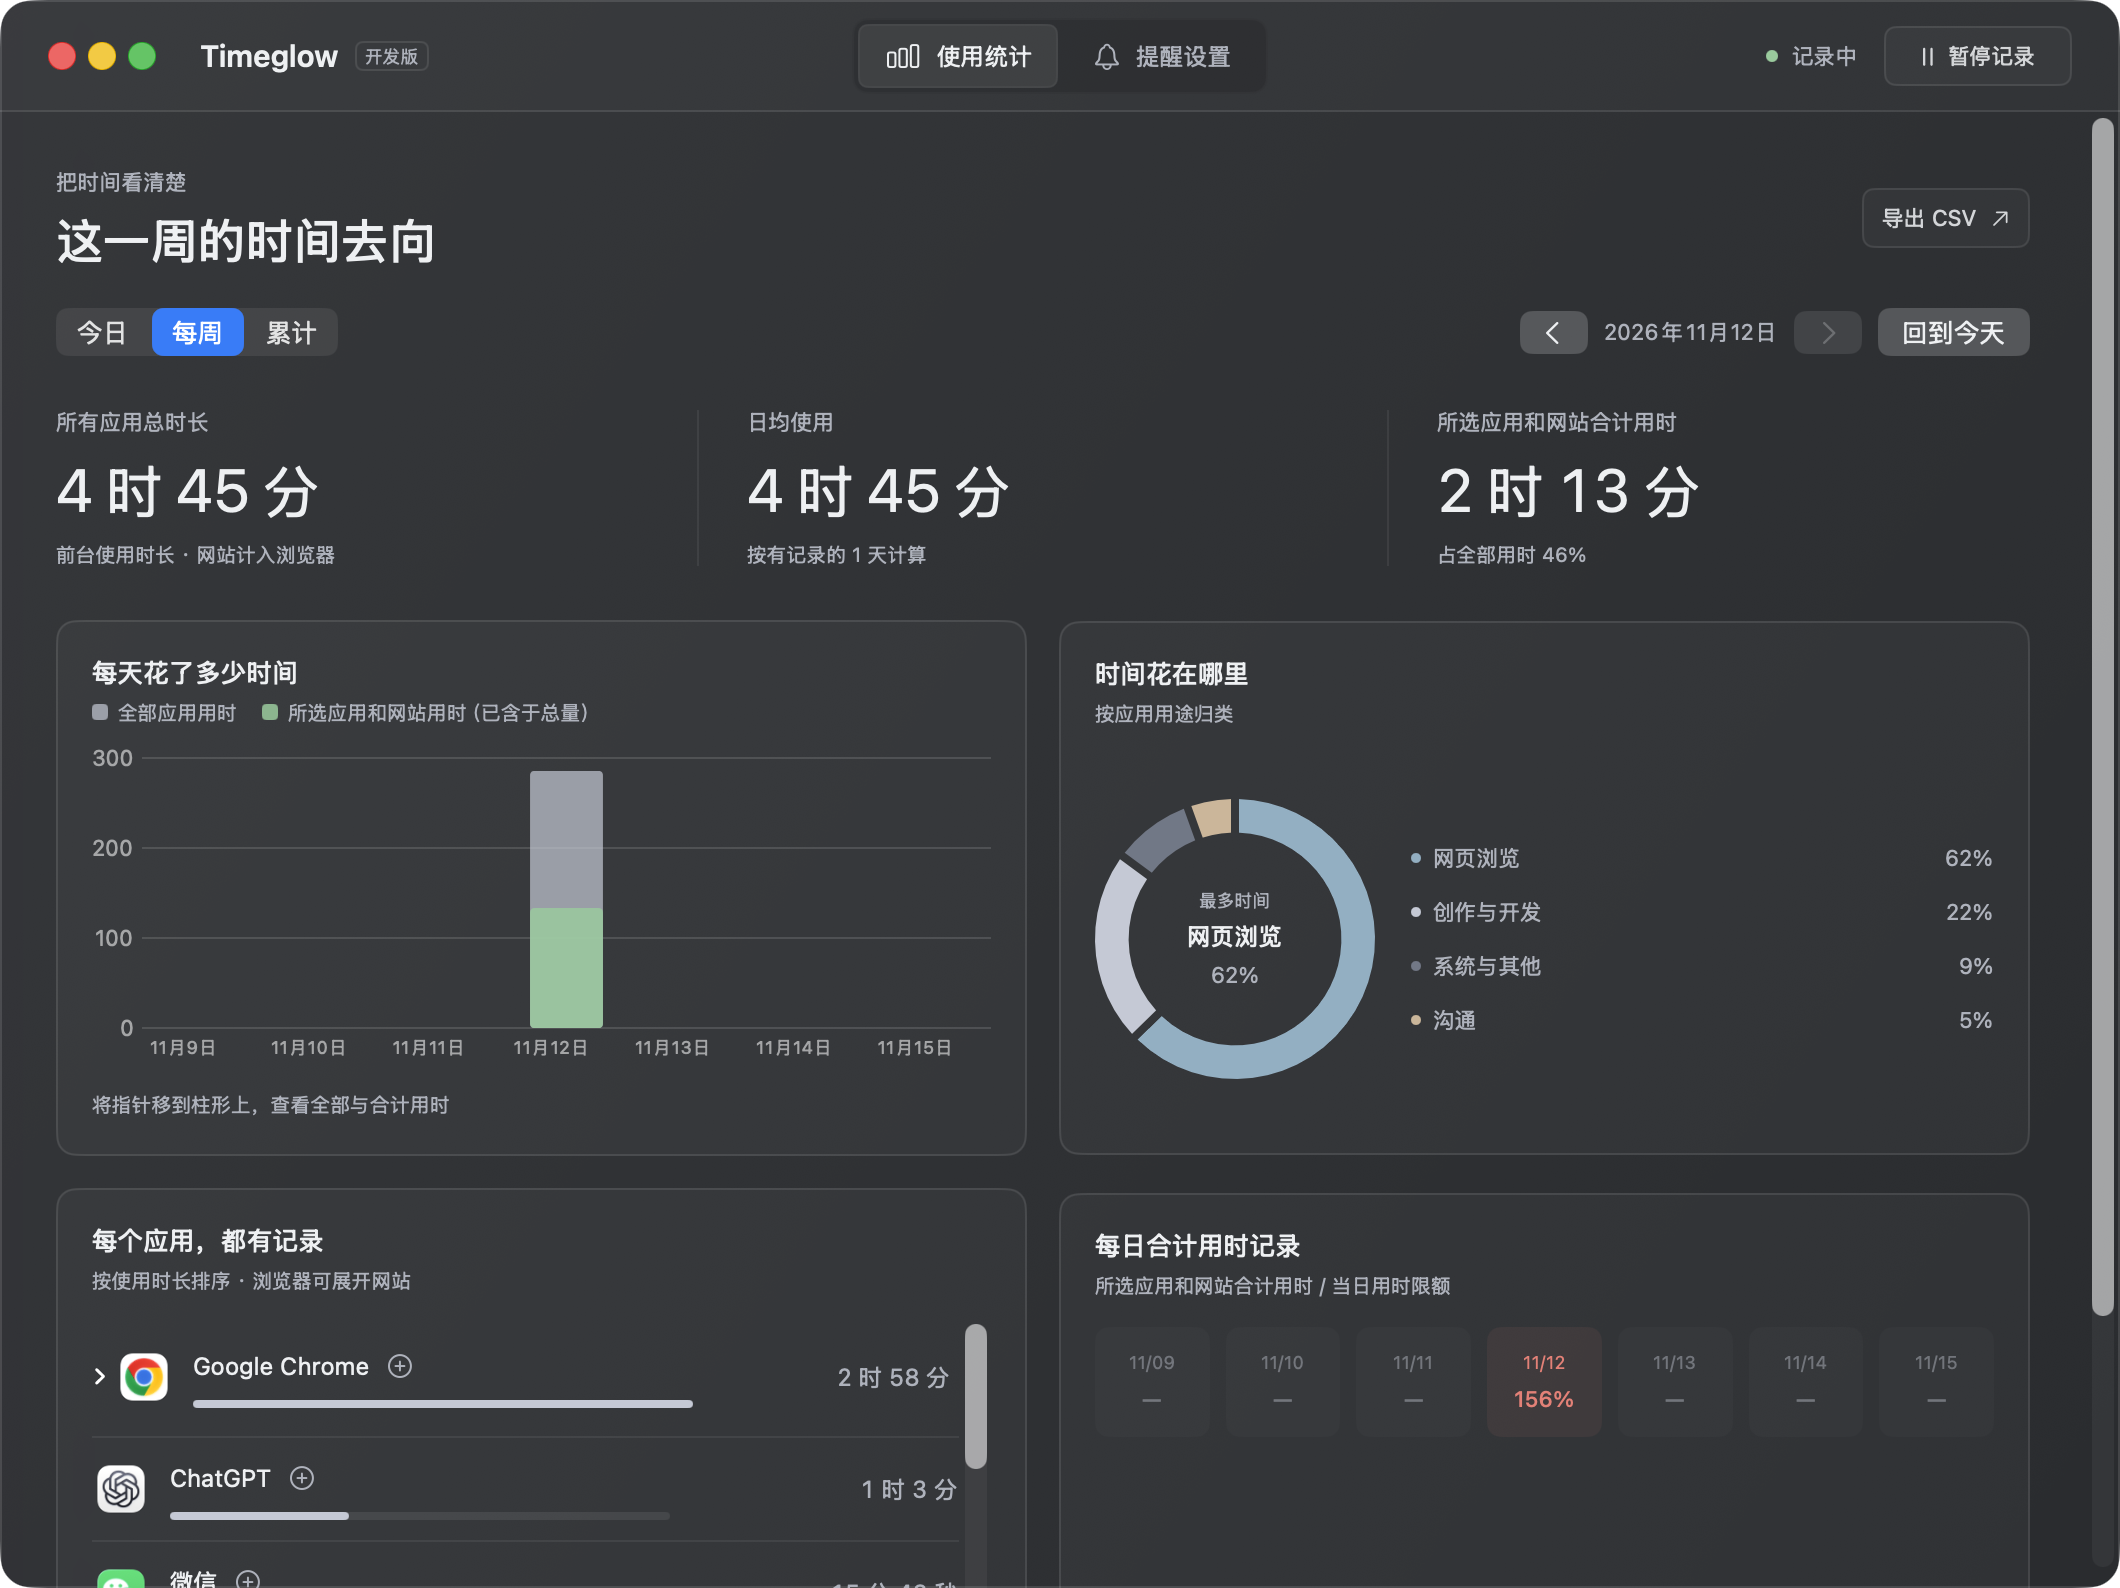 Timeglow 开发版
使用统计 提醒设置
记录中 暂停记录
把时间看清楚
这一周的时间去向
导出 CSV
今日 每周 累计
2026年11月12日 回到今天
所有应用总时长
4 时 45 分
前台使用时长 · 网站计入浏览器
日均使用
4 时 45 分
按有记录的 1 天计算
所选应用和网站合计用时
2 时 13 分
占全部用时 46%
每天花了多少时间
全部应用用时 所选应用和网站用时 (已含于总量)
300
200
100
0
11月9日 11月10日 11月11日 11月12日 11月13日 11月14日 11月15日
将指针移到柱形上，查看全部与合计用时
时间花在哪里
按应用用途归类
最多时间
网页浏览
62%
网页浏览 62%
创作与开发 22%
系统与其他 9%
沟通 5%
每个应用，都有记录
按使用时长排序 · 浏览器可展开网站
Google Chrome 2 时 58 分
ChatGPT 1 时 3 分
微信
每日合计用时记录
所选应用和网站合计用时 / 当日用时限额
11/09 11/10 11/11 11/12 11/13 11/14 11/15
— — — 156% — — —